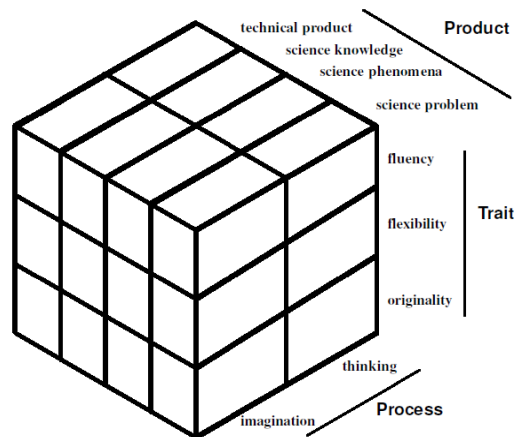 technical product
Product
science knowledge
science phenomena
science problem
fluency
Trait
flexibility
originality
thinking
Process
imagination